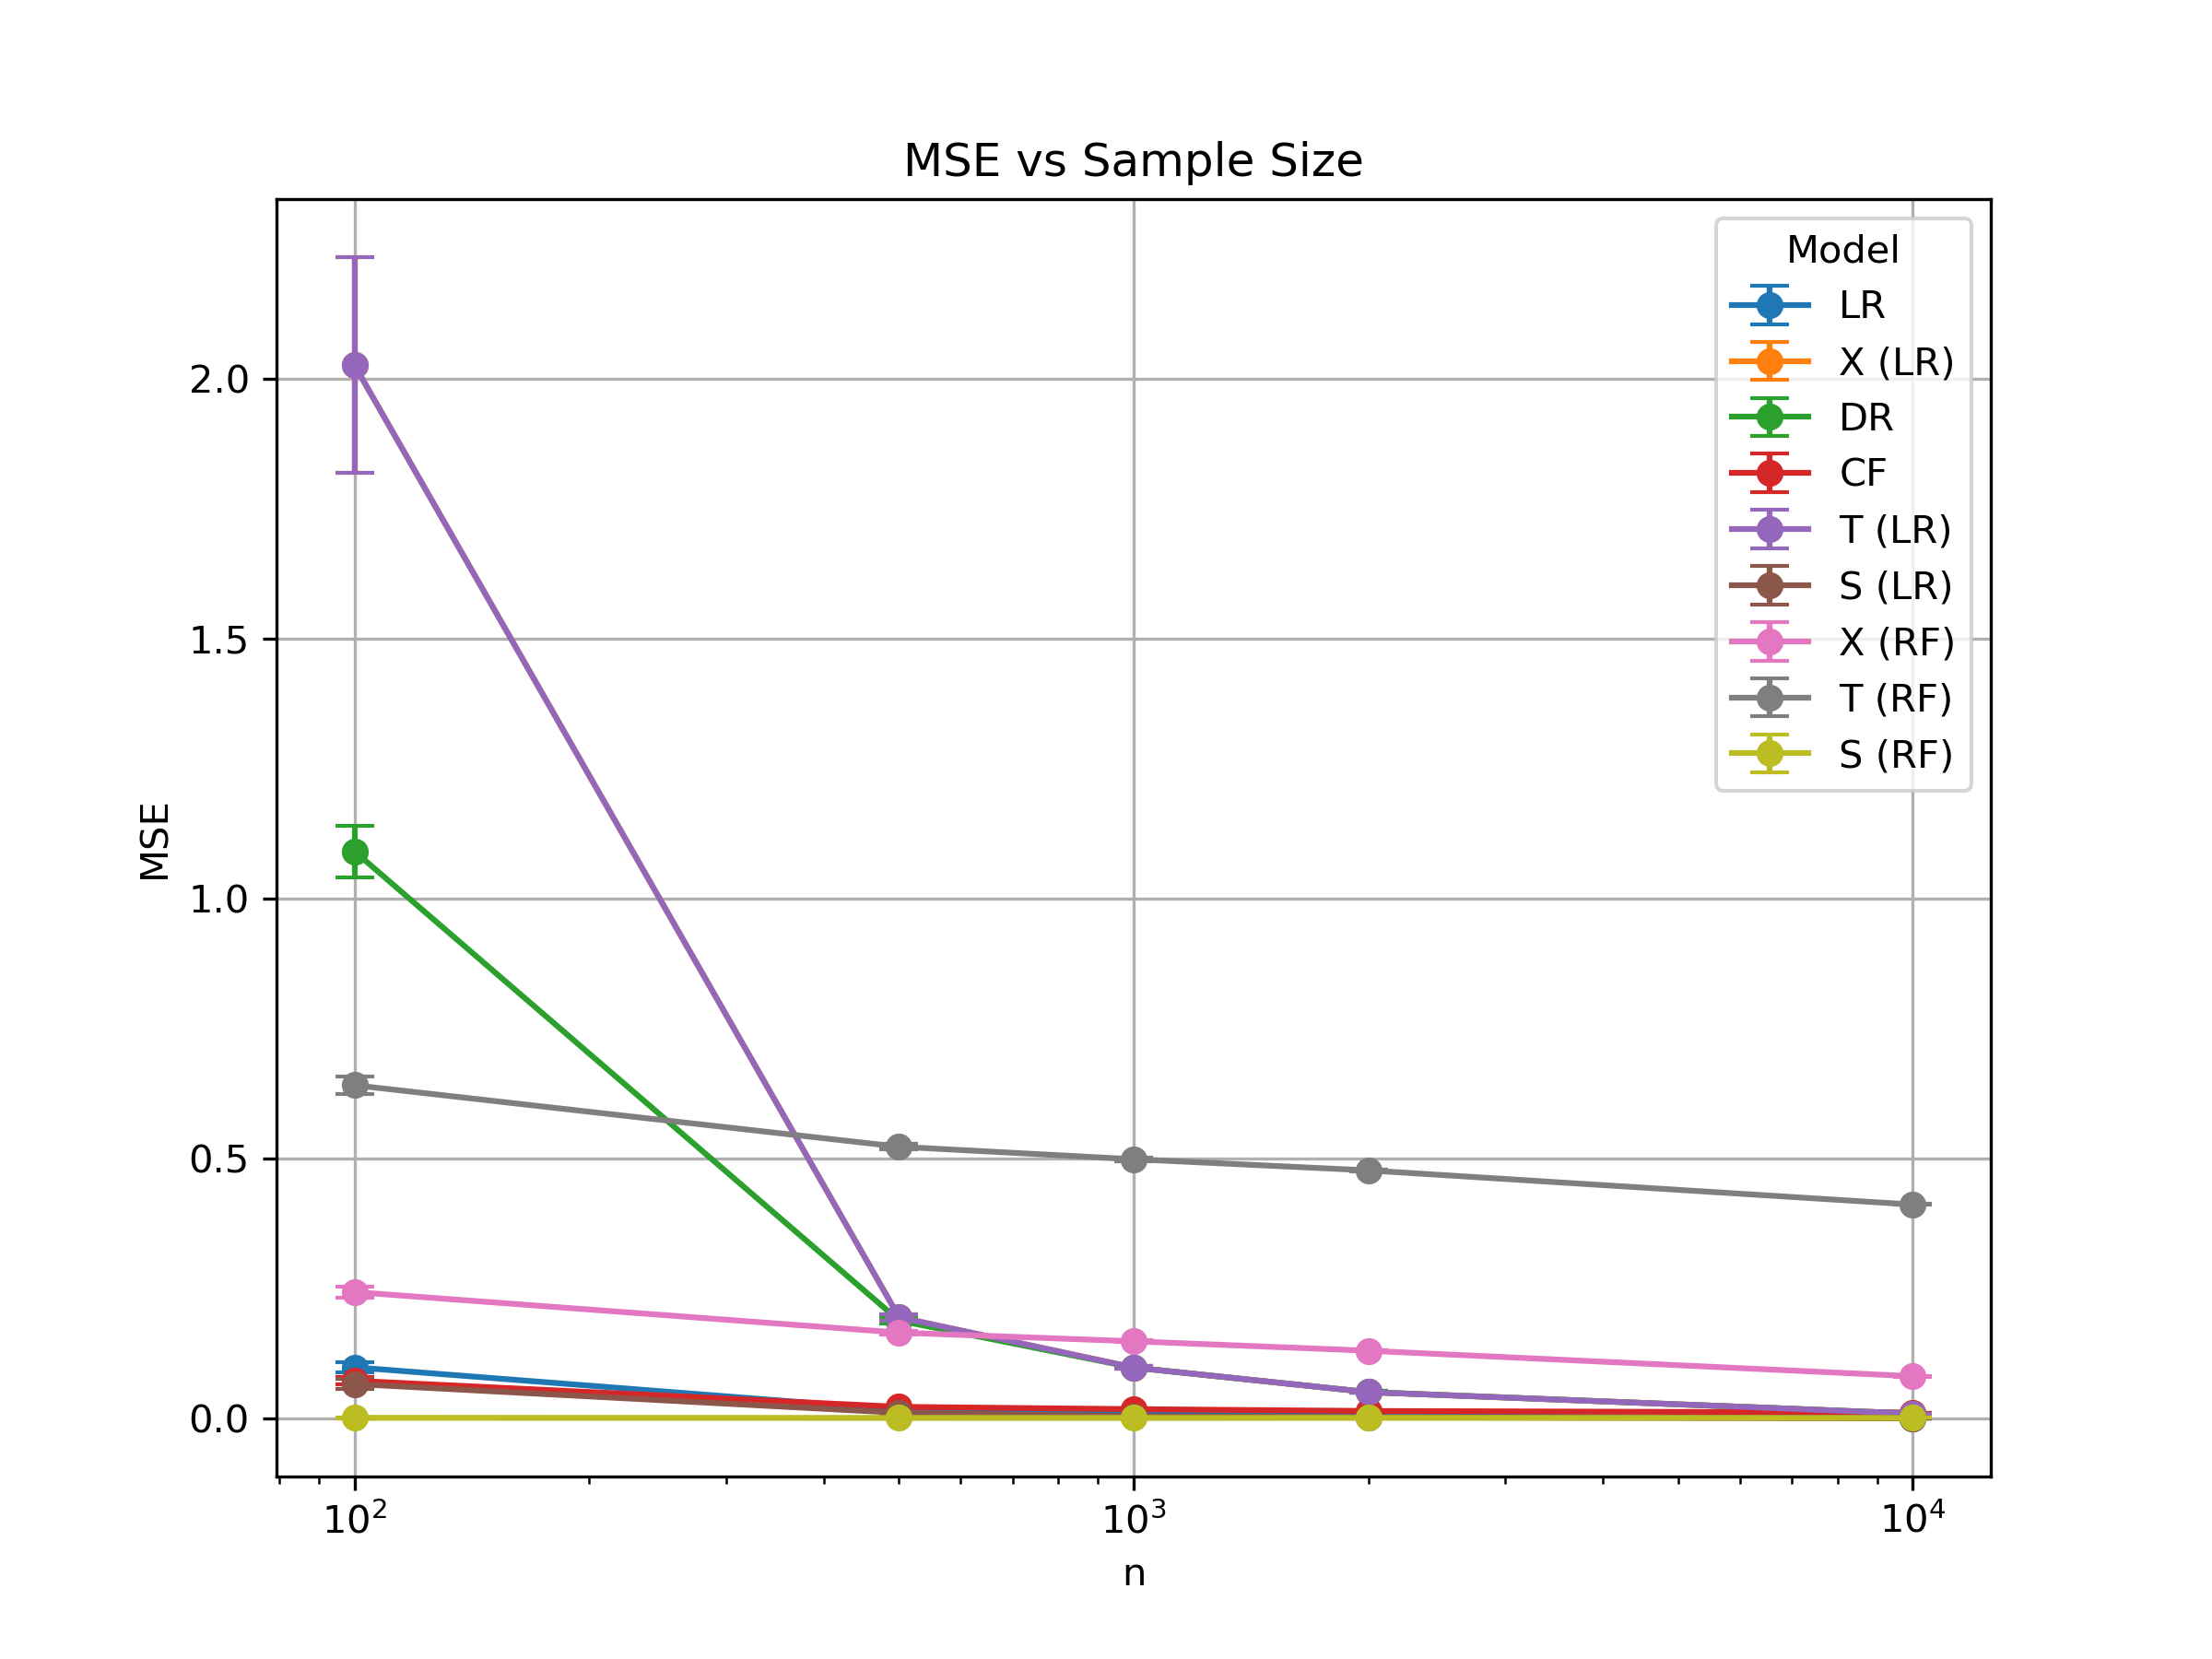 MSE vs Sample Size
Model
LR
X (LR)
DR
CF
T (LR)
S (LR)
X (RF)
T (RF)
S (RF)
MSE
2.0
1.5
1.0
0.5
0.0
10²
10³
10⁴
n